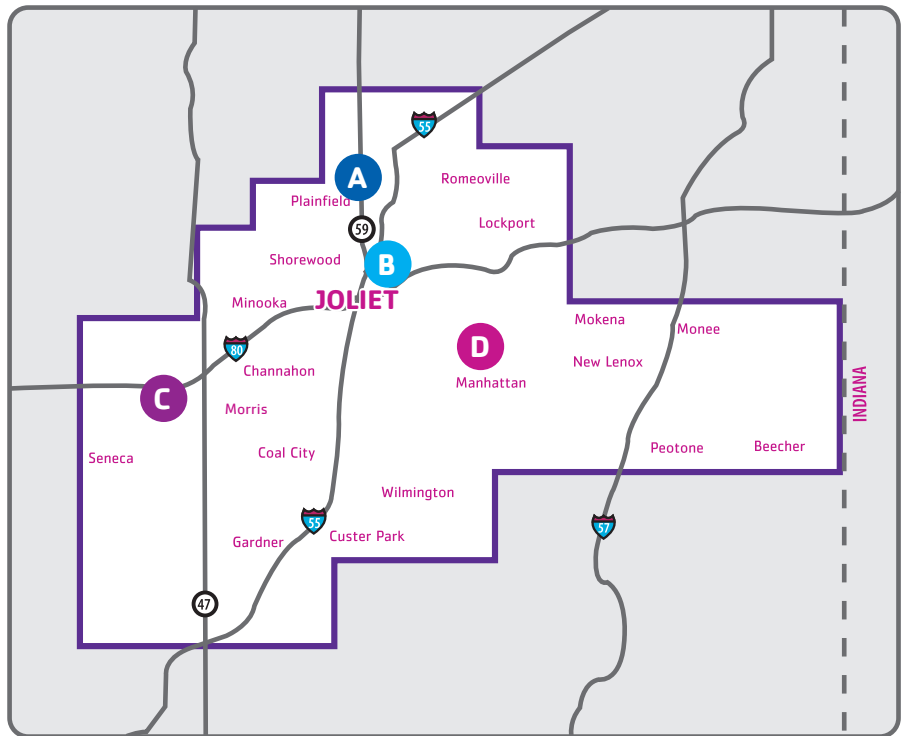 55
A
Romeoville
Plainfield
Lockport
59
Shorewood
B
JOLIET
Minooka
Mokena
Monee
80
D
New Lenox
Channahon
Manhattan
C
INDIANA
Morris
Coal City
Seneca
Peotone
Beecher
Wilmington
55
57
Custer Park
Gardner
47